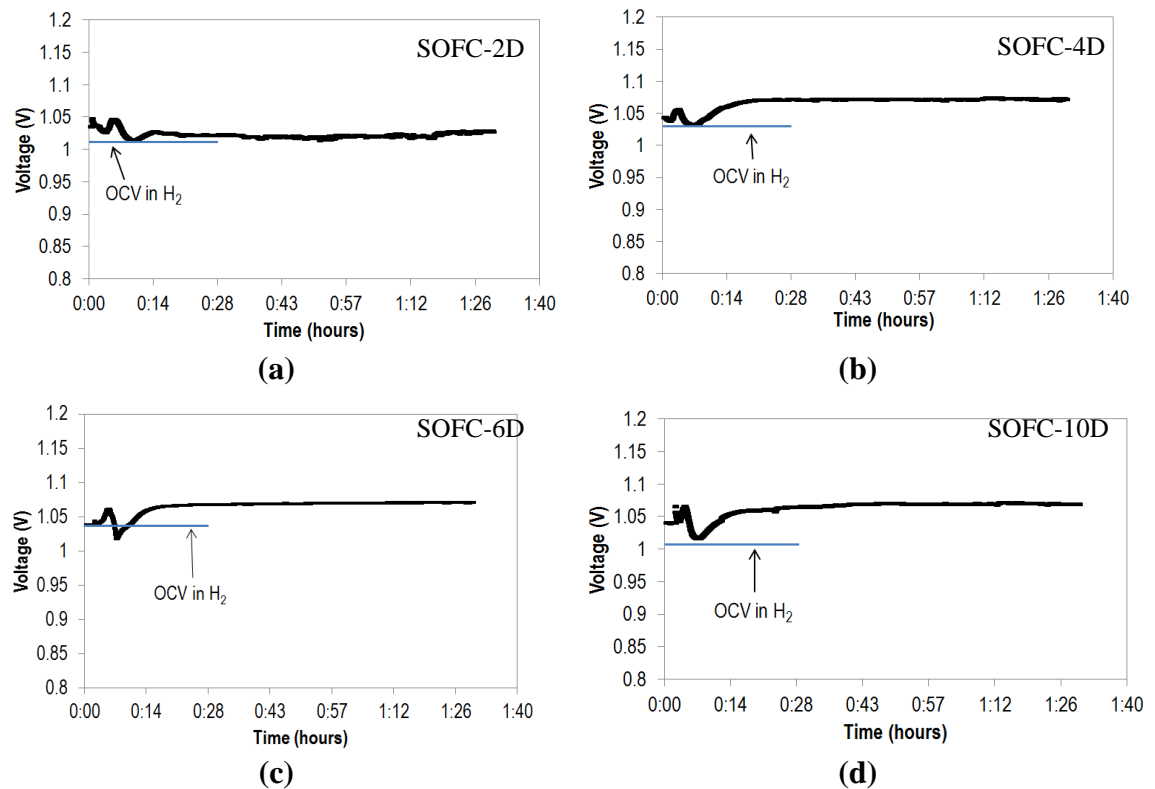 SOFC-2D
Voltage (V)
1.2
1.15
1.1
1.05
1
0.95
0.9
0.85
0.8
OCV in H2
0:00 0:14 0:28 0:43 0:57 1:12 1:26 1:40
Time (hours)
(a)
SOFC-4D
Voltage (V)
1.2
1.15
1.1
1.05
1
0.95
0.9
0.85
0.8
OCV in H2
0:00 0:14 0:28 0:43 0:57 1:12 1:26 1:40
Time (hours)
(b)
SOFC-6D
Voltage (V)
1.2
1.15
1.1
1.05
1
0.95
0.9
0.85
0.8
OCV in H2
0:00 0:14 0:28 0:43 0:57 1:12 1:26 1:40
Time (hours)
(c)
SOFC-10D
Voltage (V)
1.2
1.15
1.1
1.05
1
0.95
0.9
0.85
0.8
OCV in H2
0:00 0:14 0:28 0:43 0:57 1:12 1:26 1:40
Time (hours)
(d)